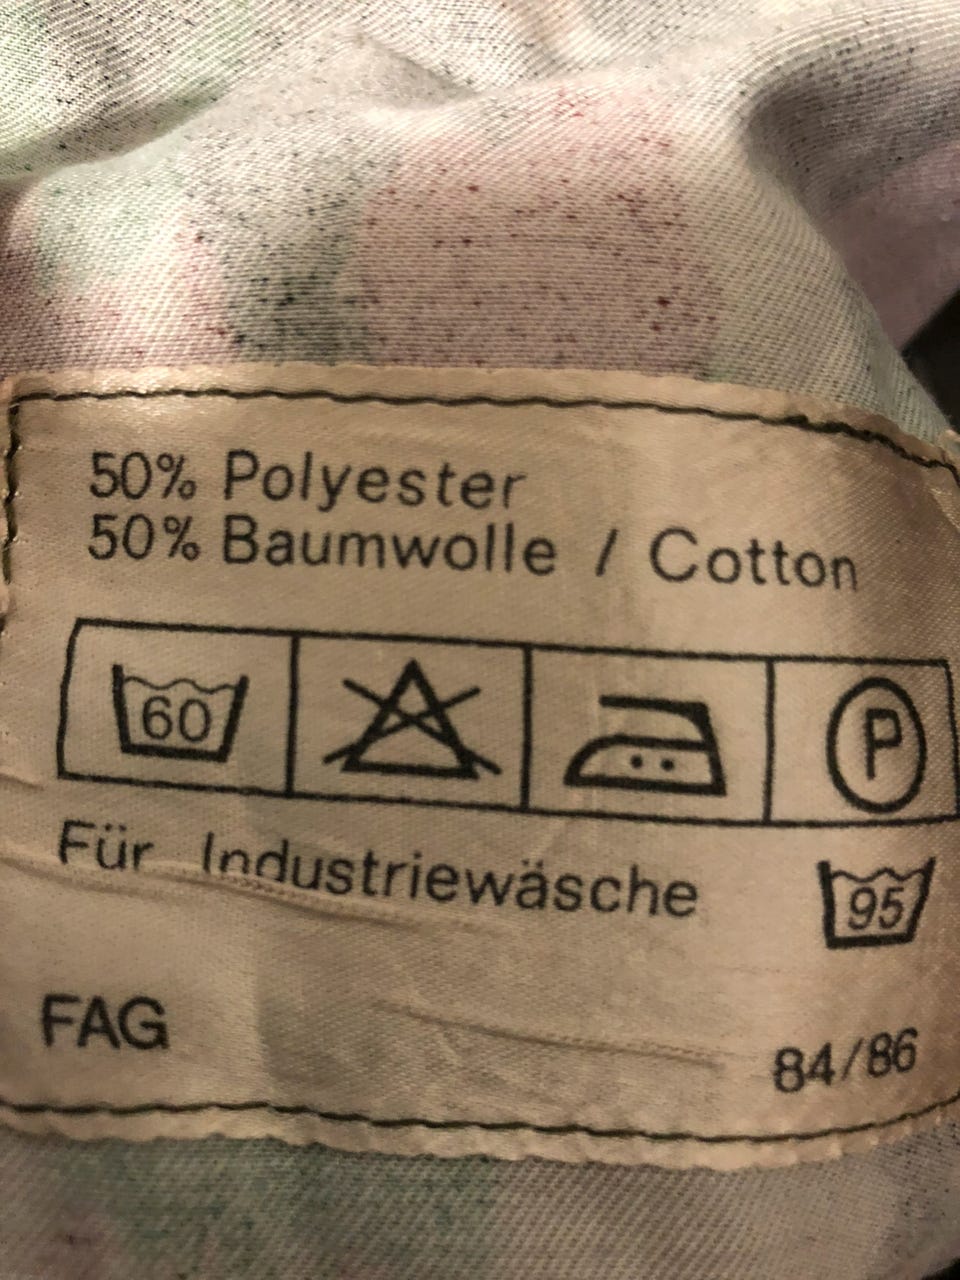 50% Polyester
50% Baumwolle / Cotton
60 P
Für Industriewäsche 95
FAG 84/86